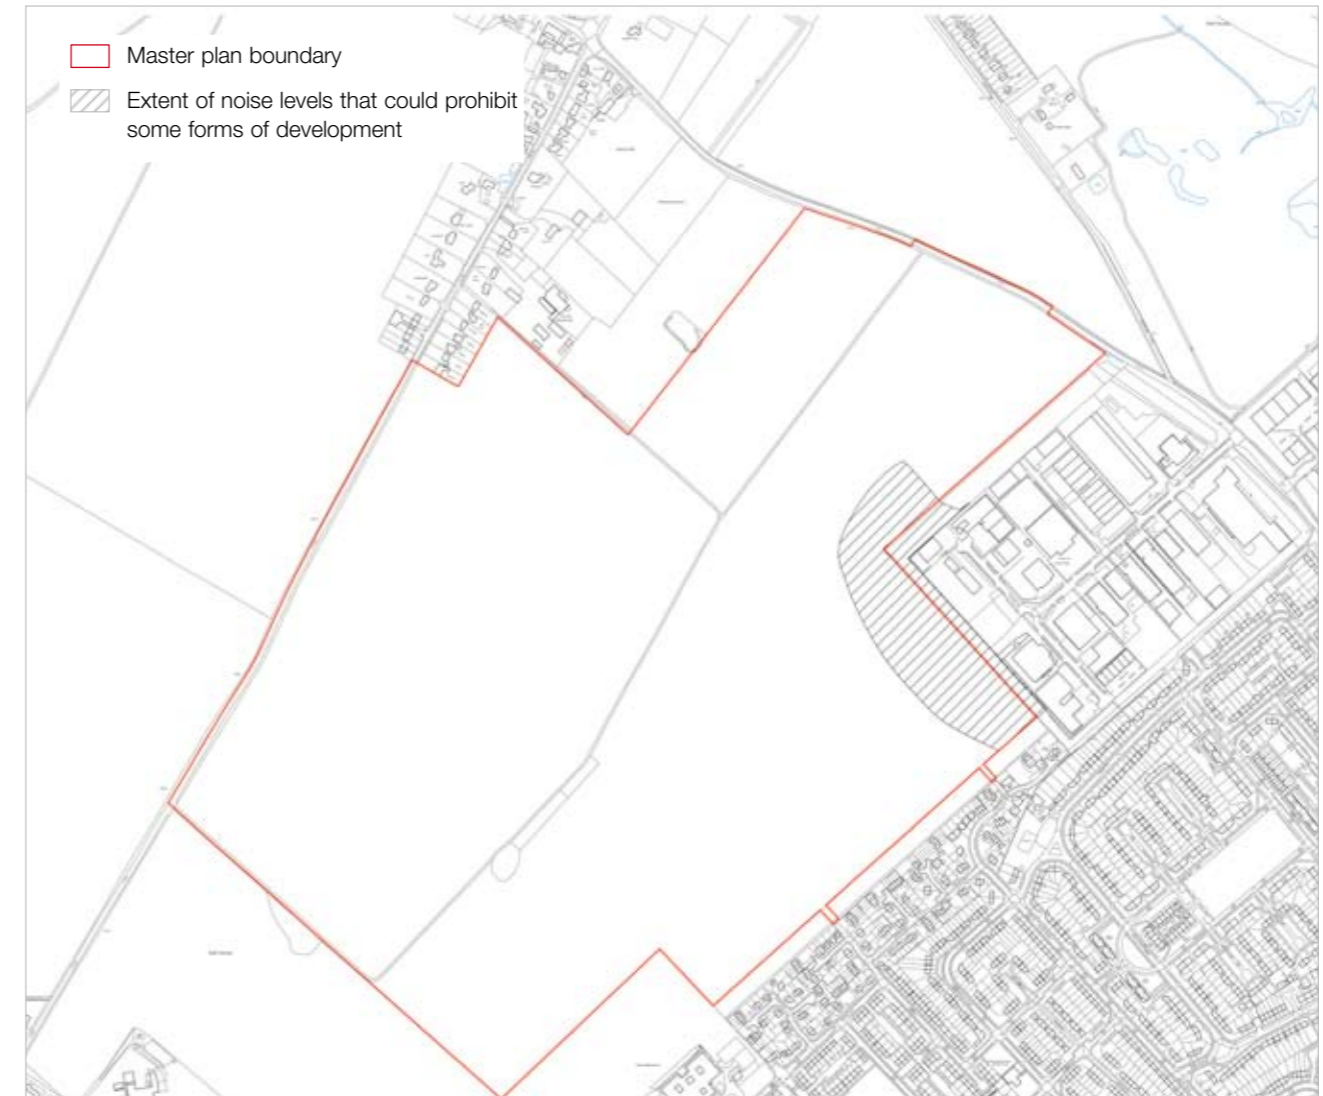 Master plan boundary
Extent of noise levels that could prohibit
some forms of development